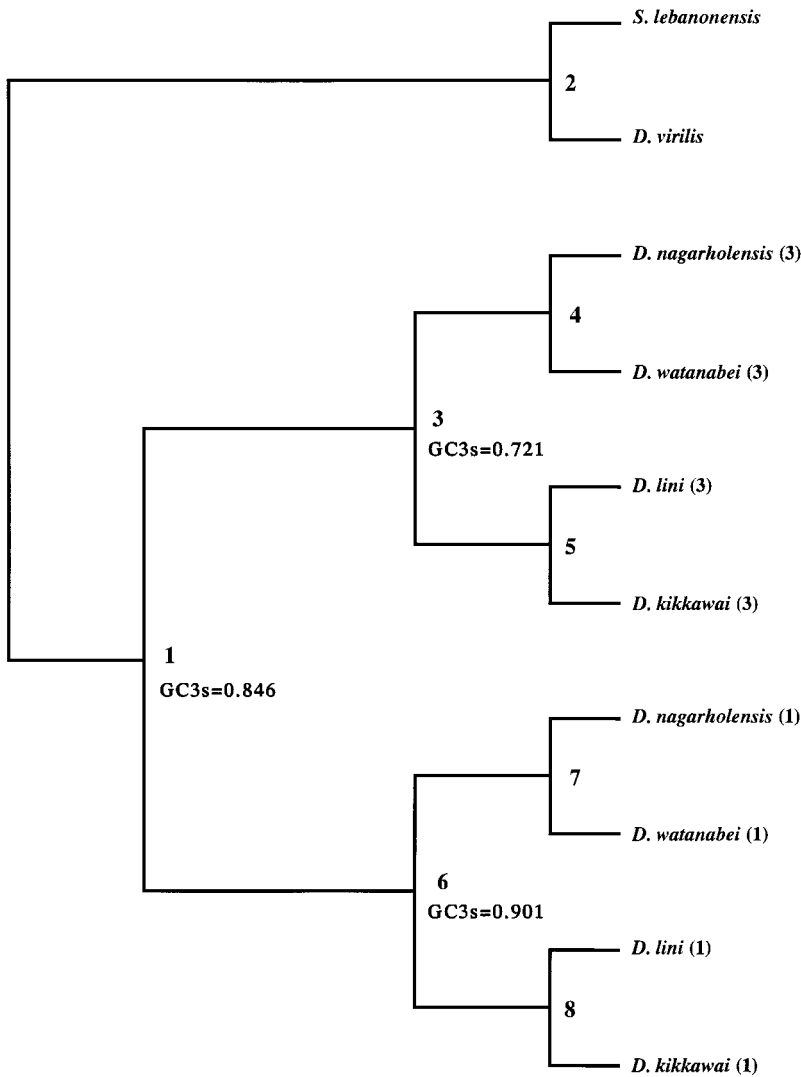 S. lebanonensis
2
D. virilis
D. nagarholensis (3)
4
D. watanabei (3)
3
GC3s=0.721
D. lini (3)
5
D. kikkawai (3)
1
GC3s=0.846
D. nagarholensis (1)
7
D. watanabei (1)
6
GC3s=0.901
D. lini (1)
8
D. kikkawai (1)